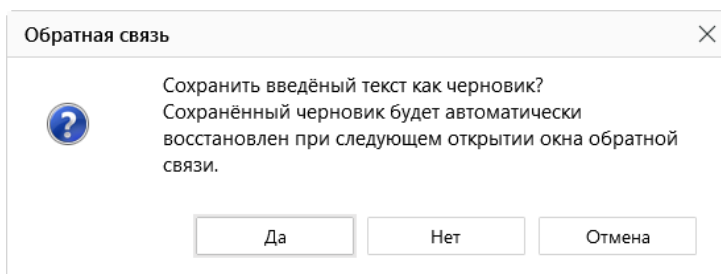 Обратная связь
Сохранить введёный текст как черновик?
Сохранённый черновик будет автоматически
восстановлен при следующем открытии окна обратной
связи.
Да Нет Отмена